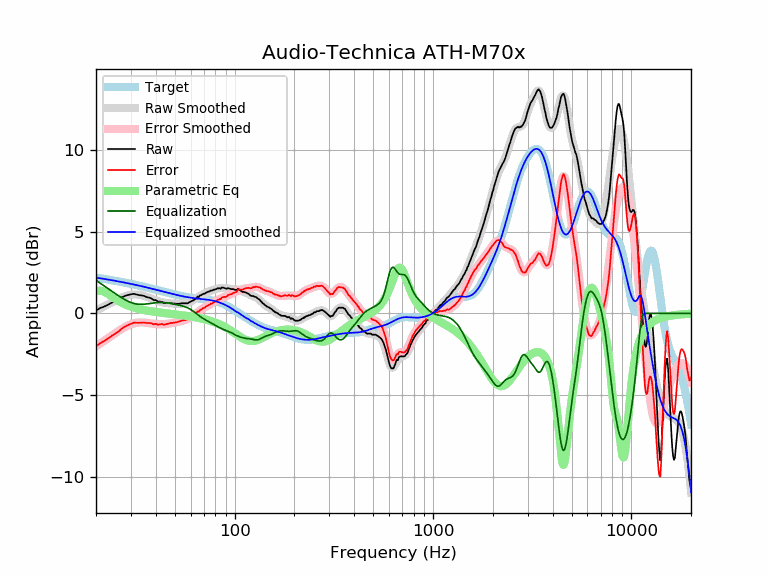 Audio-Technica ATH-M70x
Target
Raw Smoothed
Error Smoothed
Raw
Error
Parametric Eq
Equalization
Equalized smoothed
10
5
0
−5
−10
Amplitude (dBr)
100
1000
10000
Frequency (Hz)